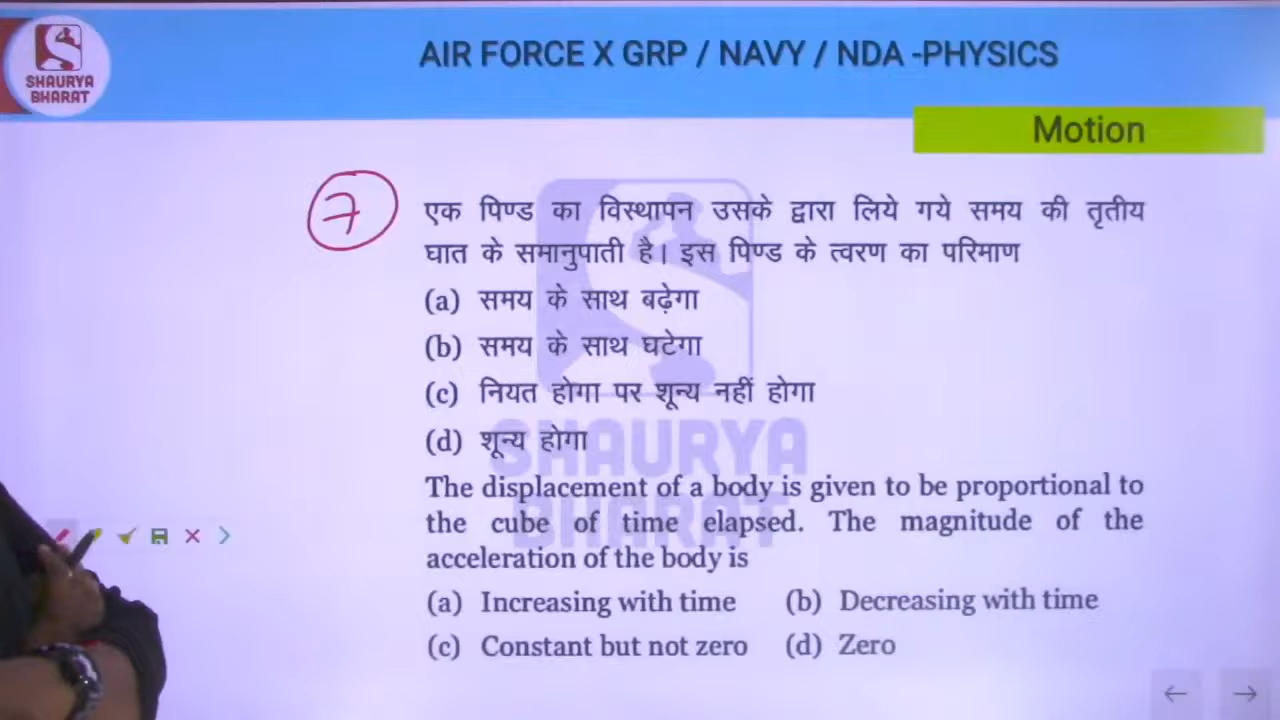 SHAURYA
BHARAT
AIR FORCE X GRP / NAVY / NDA -PHYSICS
Motion
7
एक पिण्ड का विस्थापन उसके द्वारा लिये गये समय की तृतीय
घात के समानुपाती है। इस पिण्ड के त्वरण का परिमाण
(a) समय के साथ बढ़ेगा
(b) समय के साथ घटेगा
(c) नियत होगा पर शून्य नहीं होगा
(d) शून्य होगा
SHAURYA
BHARAT
The displacement of a body is given to be proportional to
the cube of time elapsed. The magnitude of the
acceleration of the body is
(a) Increasing with time (b) Decreasing with time
(c) Constant but not zero (d) Zero